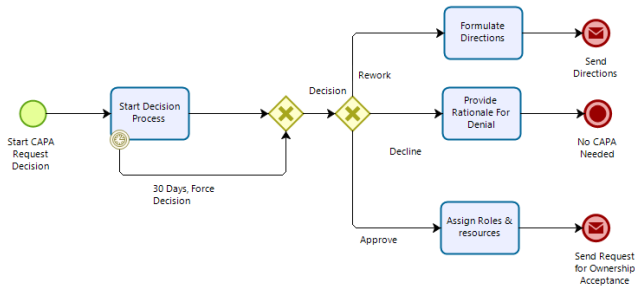 Start CAPA
Request
Decision
Start Decision
Process
30 Days, Force
Decision
Decision
Rework
Formulate
Directions
Send
Directions
Decline
Provide
Rationale For
Denial
No CAPA
Needed
Approve
Assign Roles &
resources
Send Request
for Ownership
Acceptance